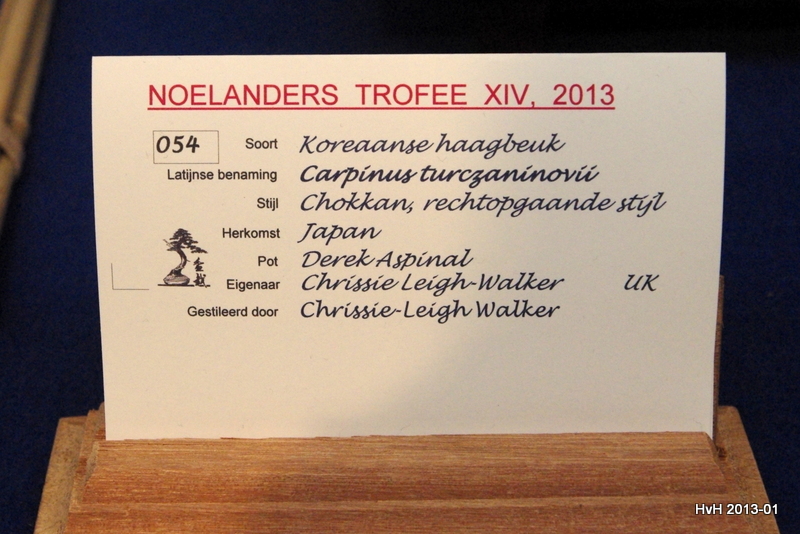 NOELANDERS TROFEE XIV, 2013
054 Soort Koreaanse haagbeuk
Latijnse benaming Carpinus turczaninovii
Stijl Chokkan, rechtopgaande stijl
Herkomst Japan
Pot Derek Aspinal
Eigenaar Chrissie Leigh-Walker UK
Gestileerd door Chrissie-Leigh Walker
HvH 2013-01